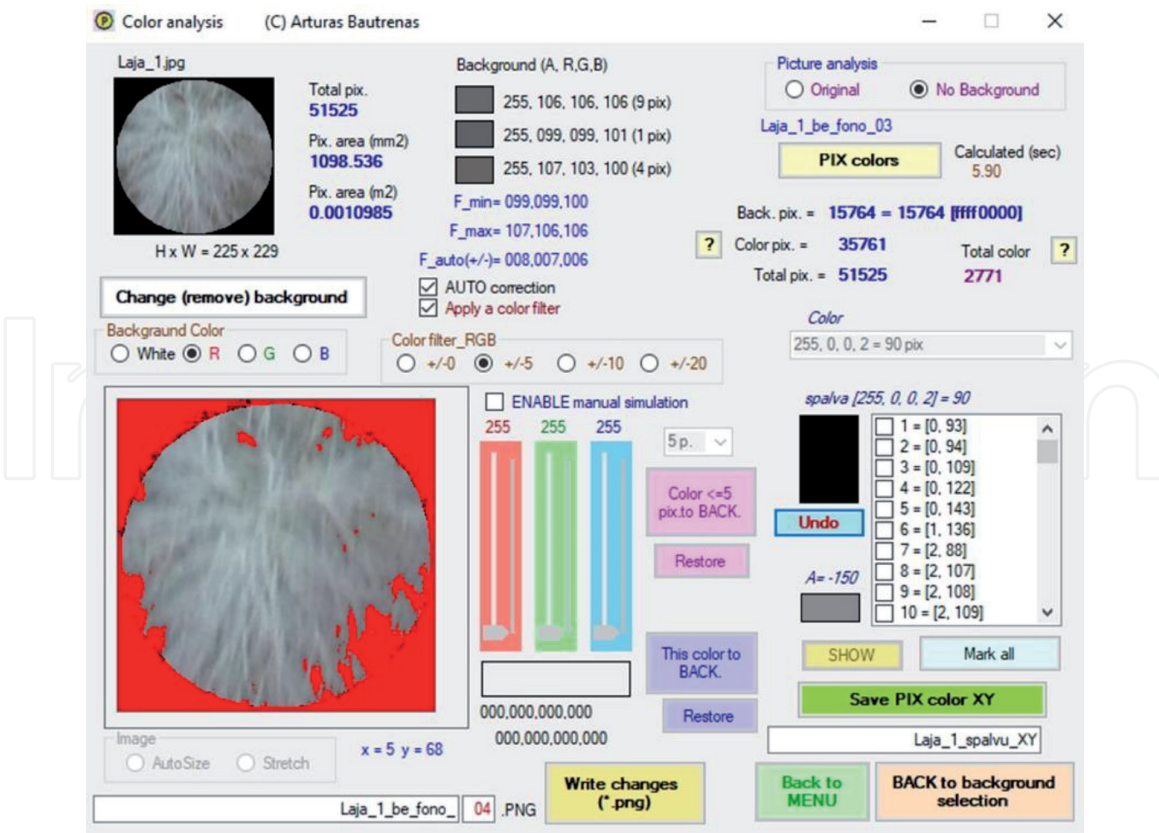 Color analysis (C) Arturas Bautrenas
Laja_1.jpg
Total pix.
51525
Pix. area (mm2)
1098.536
Pix. area (m2)
0.0010985
H x W = 225 x 229
Background (A, R,G,B)
255, 106, 106, 106 (9 pix)
255, 099, 099, 101 (1 pix)
255, 107, 103, 100 (4 pix)
F_min= 099,099,100
F_max= 107,106,106
F_auto(+/-)= 008,007,006
AUTO correction
Apply a color filter
Picture analysis
Original No Background
Laja_1_be_fono_03
PIX colors
Calculated (sec)
5.90
Back. pix. = 15764 = 15764 [ffff0000]
? Color pix. = 35761
Total pix. = 51525
Total color ?
2771
Change (remove) background
Backgraund Color
White R G B
Color filter_RGB
+/-0 +/-5 +/-10 +/-20
Color
255, 0, 0, 2 = 90 pix
ENABLE manual simulation
255 255 255
5 p.
Color <=5
pix.to BACK.
Restore
This color to
BACK.
Restore
000,000,000,000
000,000,000,000
spalva [255, 0, 0, 2] = 90
Undo
A= -150
1 = [0, 93]
2 = [0, 94]
3 = [0, 109]
4 = [0, 122]
5 = [0, 143]
6 = [1, 136]
7 = [2, 88]
8 = [2, 107]
9 = [2, 108]
10 = [2, 109]
SHOW Mark all
Save PIX color XY
Laja_1_spalvu_XY
Image
AutoSize Stretch
x = 5 y = 68
Laja_1_be_fono_ 04 .PNG
Write changes
(*.png)
Back to
MENU
BACK to background
selection